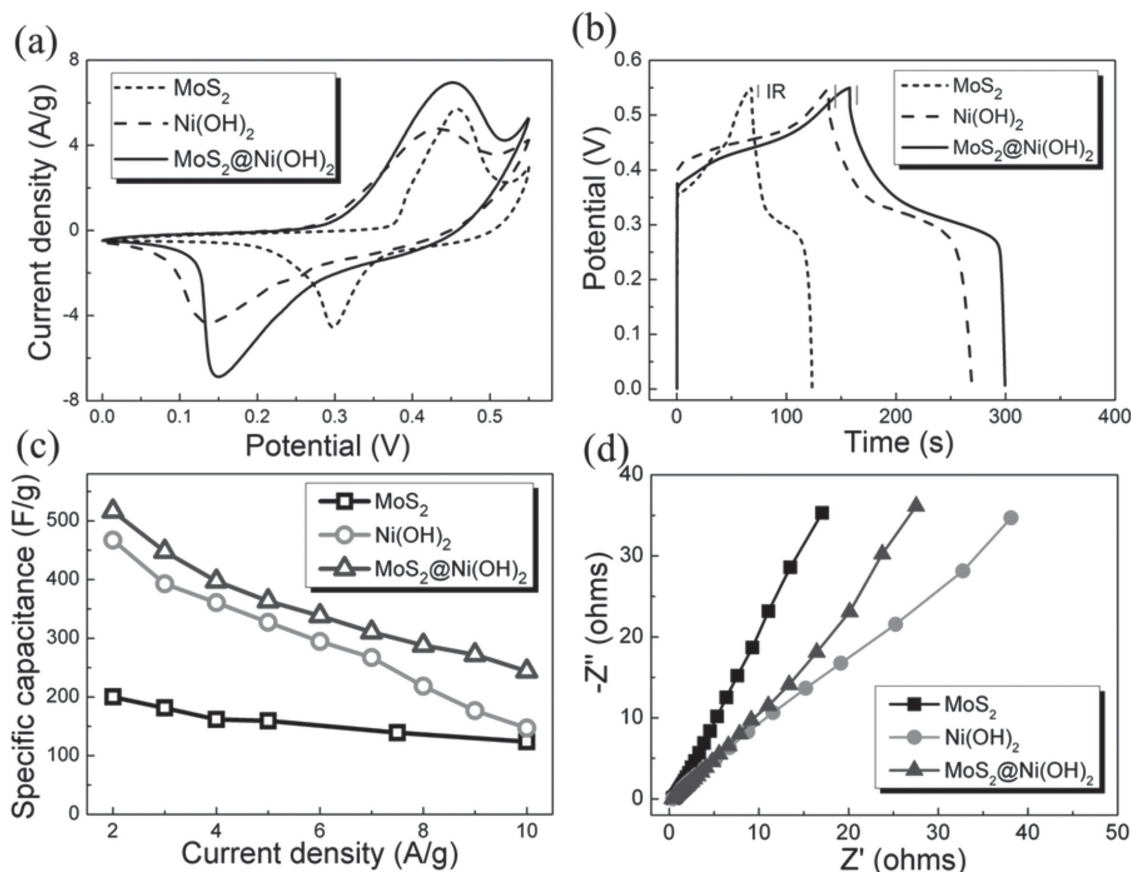 (a)
8
4
0
-4
-8
Current density (A/g)
MoS₂
Ni(OH)₂
MoS₂@Ni(OH)₂
0.0 0.1 0.2 0.3 0.4 0.5
Potential (V)
(b)
0.6
0.5
0.4
0.3
0.2
0.1
0.0
Potential (V)
IR
MoS₂
Ni(OH)₂
MoS₂@Ni(OH)₂
0 100 200 300 400
Time (s)
(c)
500
400
300
200
100
0
Specific capacitance (F/g)
MoS₂
Ni(OH)₂
MoS₂@Ni(OH)₂
2 4 6 8 10
Current density (A/g)
(d)
40
30
20
10
0
-Z'' (ohms)
MoS₂
Ni(OH)₂
MoS₂@Ni(OH)₂
0 10 20 30 40 50
Z' (ohms)